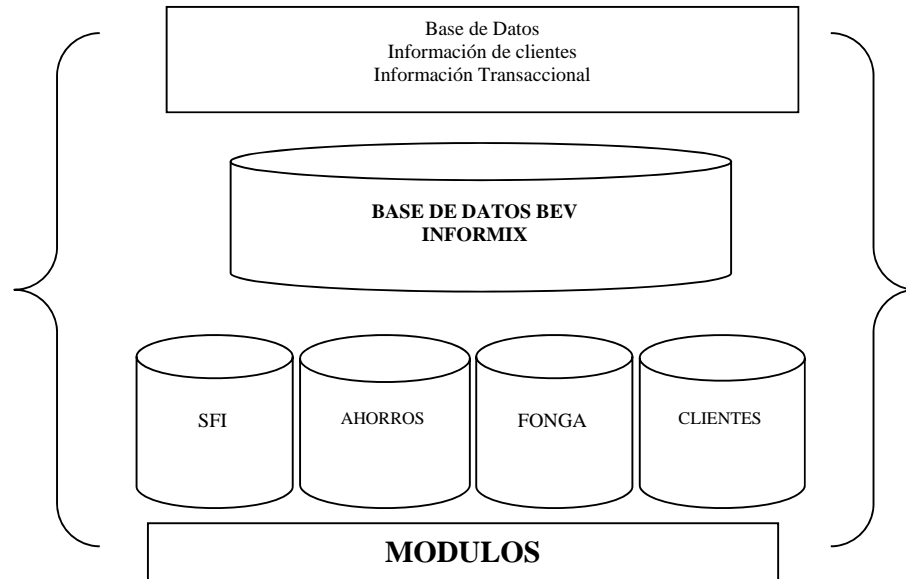 Base de Datos
Información de clientes
Información Transaccional
BASE DE DATOS BEV
INFORMIX
SFI
AHORROS
FONGA
CLIENTES
MODULOS